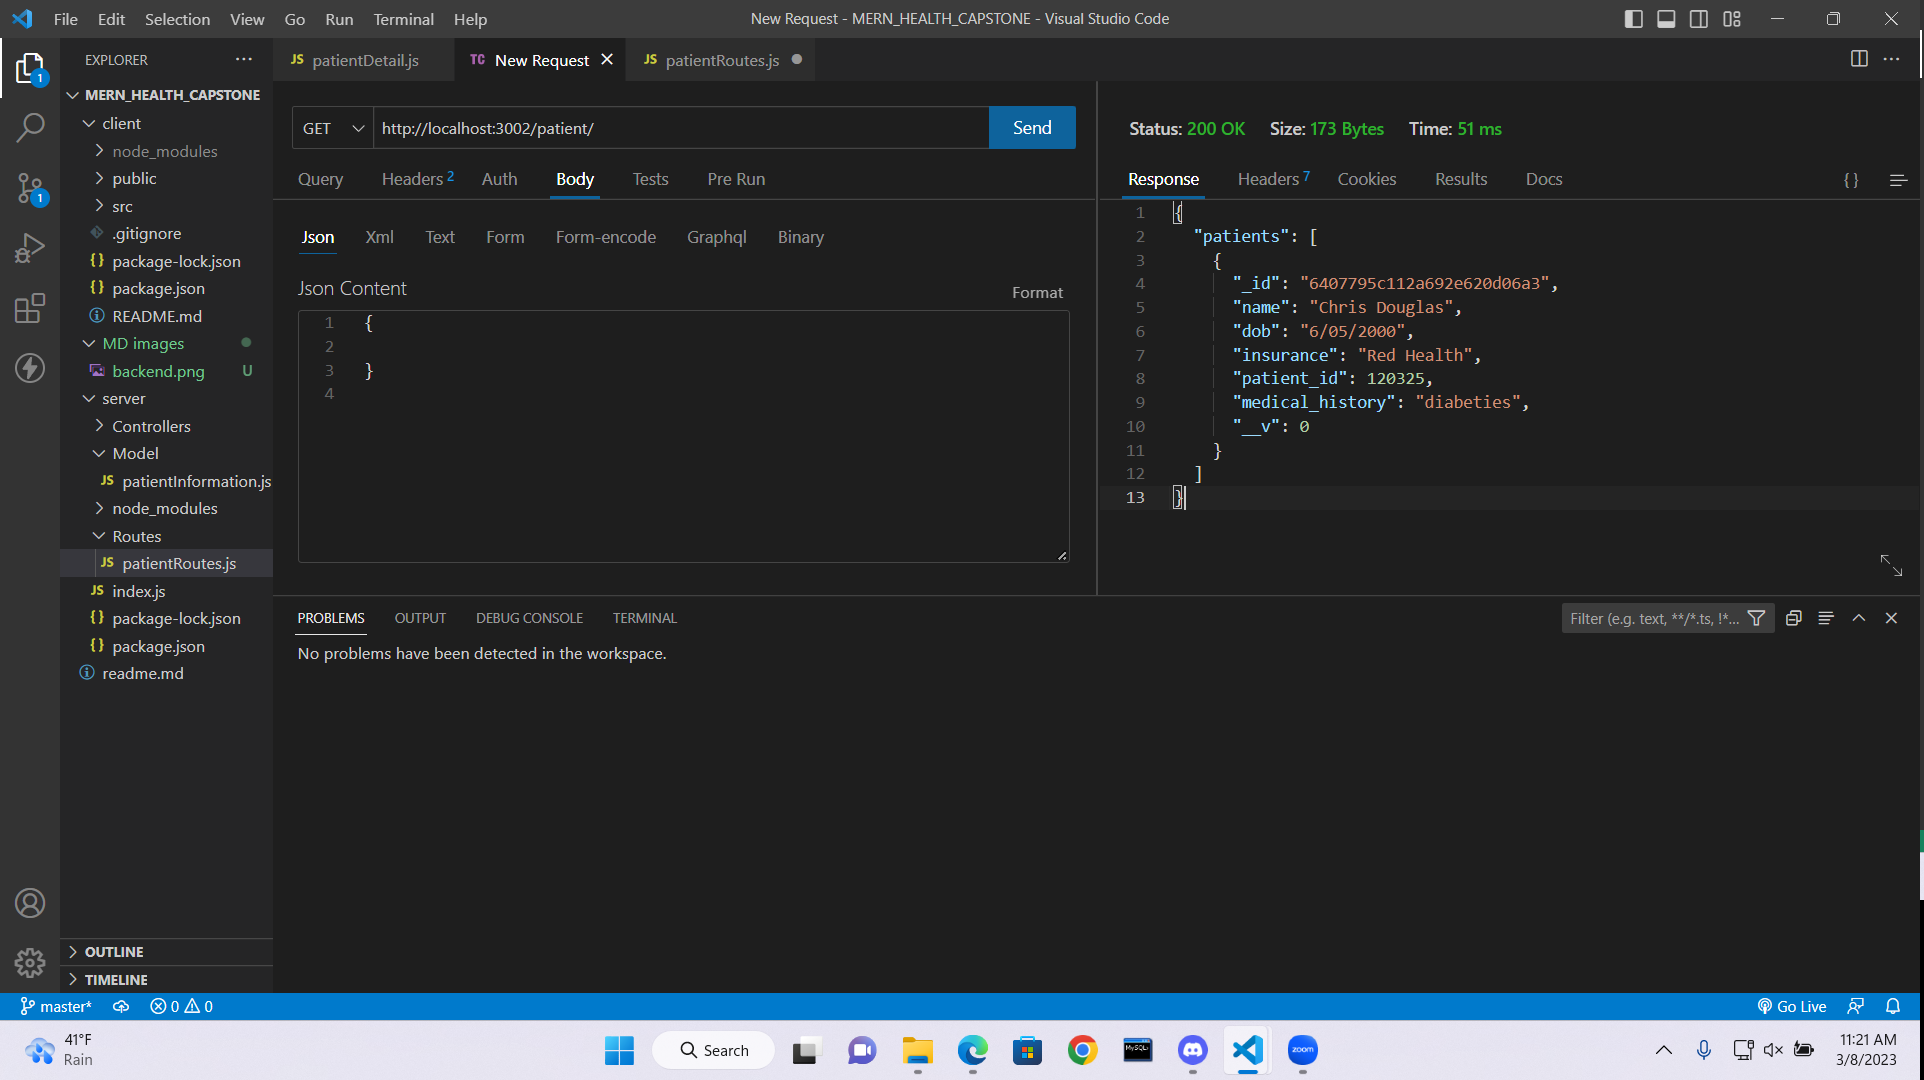 File Edit Selection View Go Run Terminal Help
New Request - MERN_HEALTH_CAPSTONE - Visual Studio Code
EXPLORER
JS patientDetail.js
TC New Request
JS patientRoutes.js
1
MERN_HEALTH_CAPSTONE
client
node_modules
public
src
1
.gitignore
{} package-lock.json
{} package.json
README.md
MD images
backend.png U
server
Controllers
Model
JS patientInformation.js
node_modules
Routes
JS patientRoutes.js
JS index.js
{} package-lock.json
{} package.json
readme.md
OUTLINE
TIMELINE
GET http://localhost:3002/patient/ Send
Query Headers 2 Auth Body Tests Pre Run
Json Xml Text Form Form-encode Graphql Binary
Json Content
Format
1 {
2
3 }
4
Status: 200 OK Size: 173 Bytes Time: 51 ms
Response Headers 7 Cookies Results Docs { }
1 {
2 "patients": [
3 {
4 "_id": "6407795c112a692e620d06a3",
5 "name": "Chris Douglas",
6 "dob": "6/05/2000",
7 "insurance": "Red Health",
8 "patient_id": 120325,
9 "medical_history": "diabeties",
10 "__v": 0
11 }
12 ]
13 }
PROBLEMS OUTPUT DEBUG CONSOLE TERMINAL
Filter (e.g. text, **/*.ts, !*...
No problems have been detected in the workspace.
master* 0 0
Go Live
41°F
Rain
Search
MySQL
zoom
11:21 AM
3/8/2023